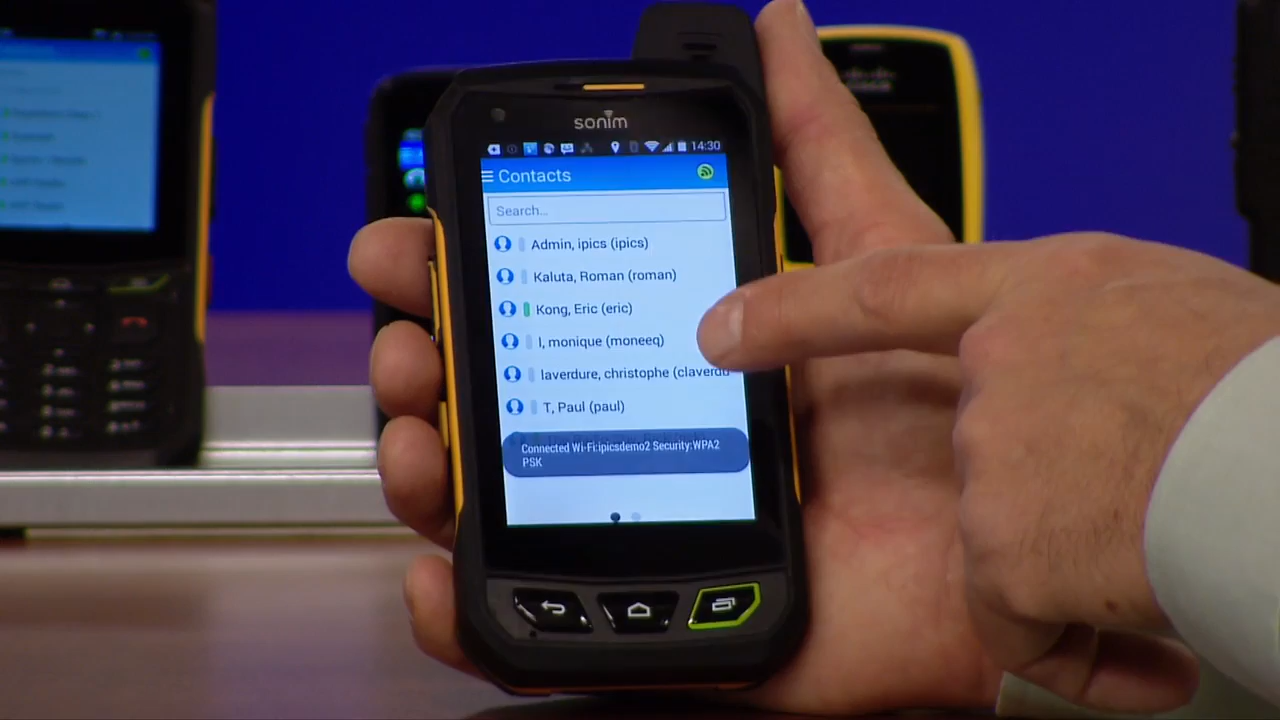 sonim
14:30
Contacts
Search...
Admin, ipics (ipics)
Kaluta, Roman (roman)
Kong, Eric (eric)
l, monique (moneeq)
laverdure, christophe (claverdu
T, Paul (paul)
Connected Wi-Fi:ipicsdemo2 Security:WPA2
PSK